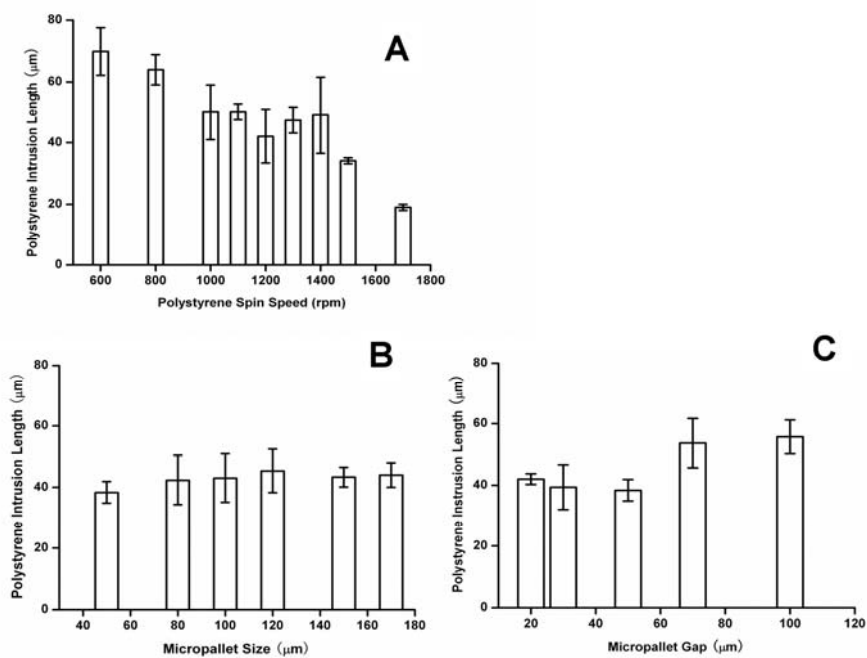 A
Polystyrene Intrusion Length (μm)
80
60
40
20
0
600 800 1000 1200 1400 1600 1800
Polystyrene Spin Speed (rpm)
B
Polystyrene Intrusion Length (μm)
80
60
40
20
0
40 60 80 100 120 140 160 180
Micropallet Size (μm)
C
Polystyrene Instrusion Length (μm)
80
60
40
20
0
20 40 60 80 100 120
Micropallet Gap (μm)